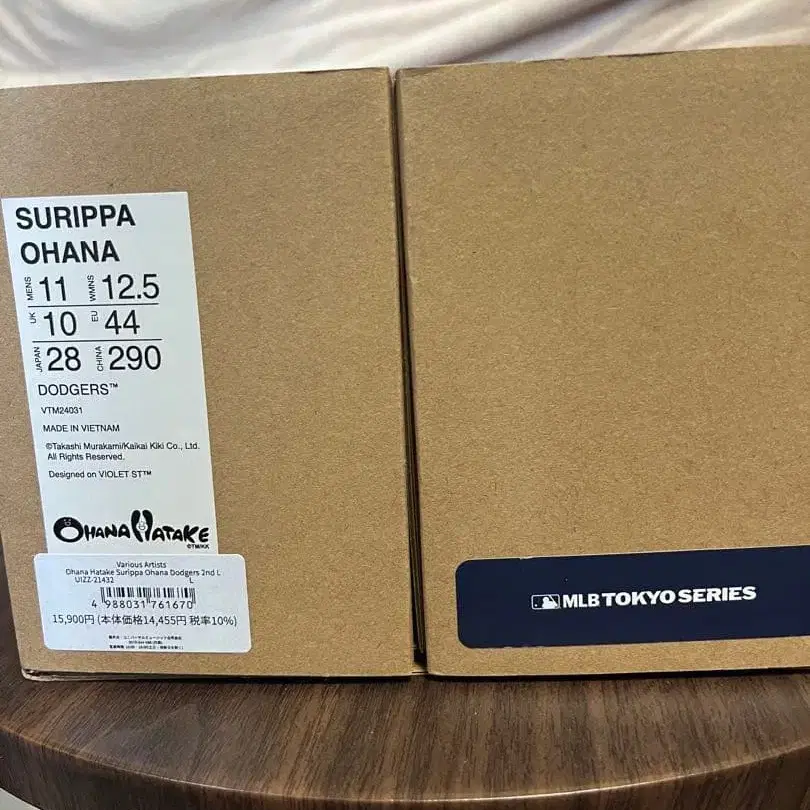 SURIPPA
OHANA
MENS 11 WMNS 12.5
UK 10 EU 44
JAPAN 28 CHINA 290
DODGERS™
VTM24031
MADE IN VIETNAM
©Takashi Murakami/Kaikai Kiki Co., Ltd.
All Rights Reserved.
Designed on VIOLET ST™
OHANA HATAKE
©TM/KK
Various Artists
Ohana Hatake Surippa Ohana Dodgers 2nd L
UIZZ-21432 L
4 988031 761670
15,900円 (本体価格14,455円 税率10%)
MLB TOKYO SERIES